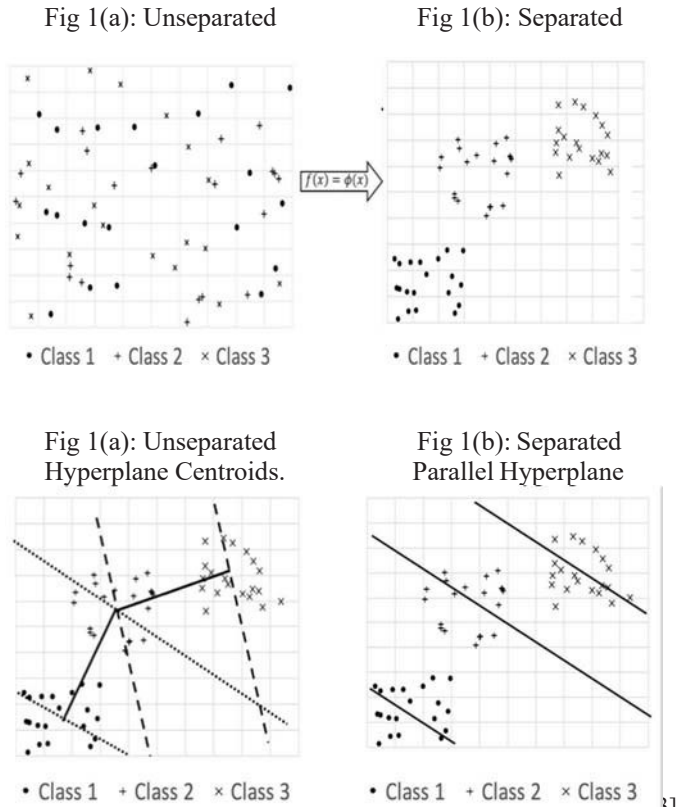 Fig 1(a): Unseparated
Fig 1(b): Separated
f(x) = ϕ(x)
• Class 1 + Class 2 × Class 3
• Class 1 + Class 2 × Class 3
Fig 1(a): Unseparated
Hyperplane Centroids.
Fig 1(b): Separated
Parallel Hyperplane
• Class 1 + Class 2 × Class 3
• Class 1 + Class 2 × Class 3